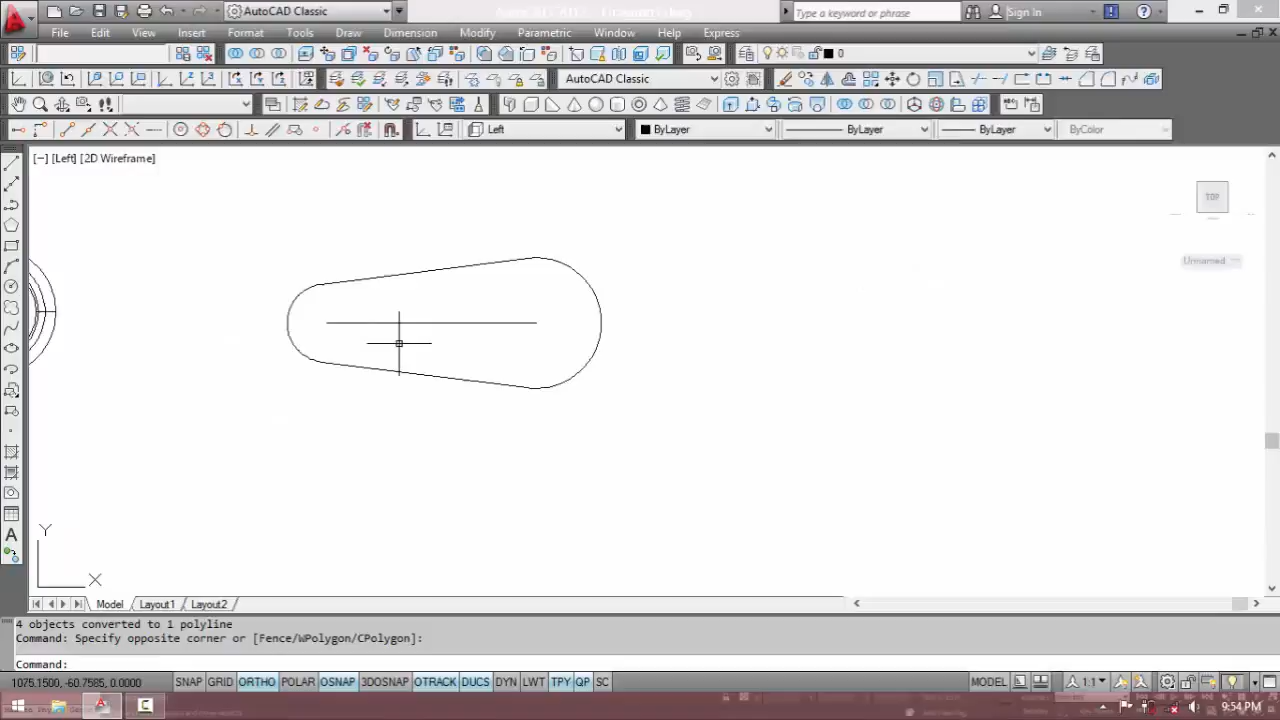 AutoCAD Classic
Type a keyword or phrase
Sign In
File Edit View Insert Format Tools Draw Dimension Modify Parametric Window Help Express
0
AutoCAD Classic
Left ByLayer ByLayer ByLayer ByColor
[−] [Left] [2D Wireframe]
TOP
Unnamed
Y
X
A
Model Layout1 Layout2
4 objects converted to 1 polyline
Command: Specify opposite corner or [Fence/WPolygon/CPolygon]:
Command:
1075.1500, -60.7585, 0.0000 SNAP GRID ORTHO POLAR OSNAP 3DOSNAP OTRACK DUCS DYN LWT TPY QP SC MODEL 1:1
9:54 PM